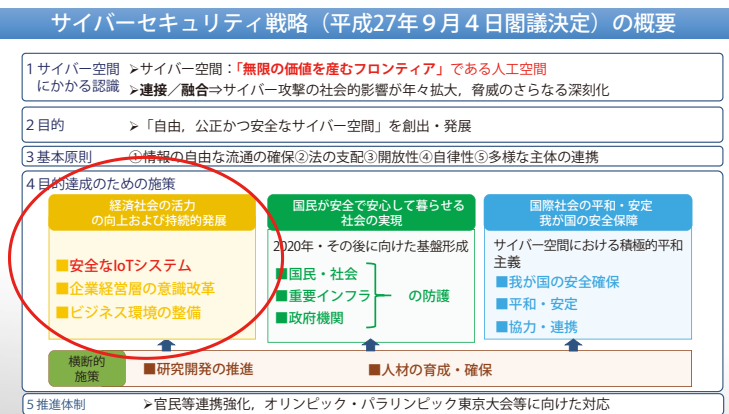 サイバーセキュリティ戦略（平成27年９月４日閣議決定）の概要
1 サイバー空間にかかる認識
➢サイバー空間：「無限の価値を産むフロンティア」である人工空間
➢連接／融合⇒サイバー攻撃の社会的影響が年々拡大，脅威のさらなる深刻化
2 目的 ➢「自由，公正かつ安全なサイバー空間」を創出・発展
3 基本原則 ①情報の自由な流通の確保②法の支配③開放性④自律性⑤多様な主体の連携
4 目的達成のための施策
経済社会の活力
の向上および持続的発展
■安全なIoTシステム
■企業経営層の意識改革
■ビジネス環境の整備
国民が安全で安心して暮らせる
社会の実現
2020年・その後に向けた基盤形成
■国民・社会
■重要インフラ の防護
■政府機関
国際社会の平和・安定
我が国の安全保障
サイバー空間における積極的平和
主義
■我が国の安全確保
■平和・安定
■協力・連携
横断的
施策
■研究開発の推進 ■人材の育成・確保
5 推進体制 ➢官民等連携強化，オリンピック・パラリンピック東京大会等に向けた対応